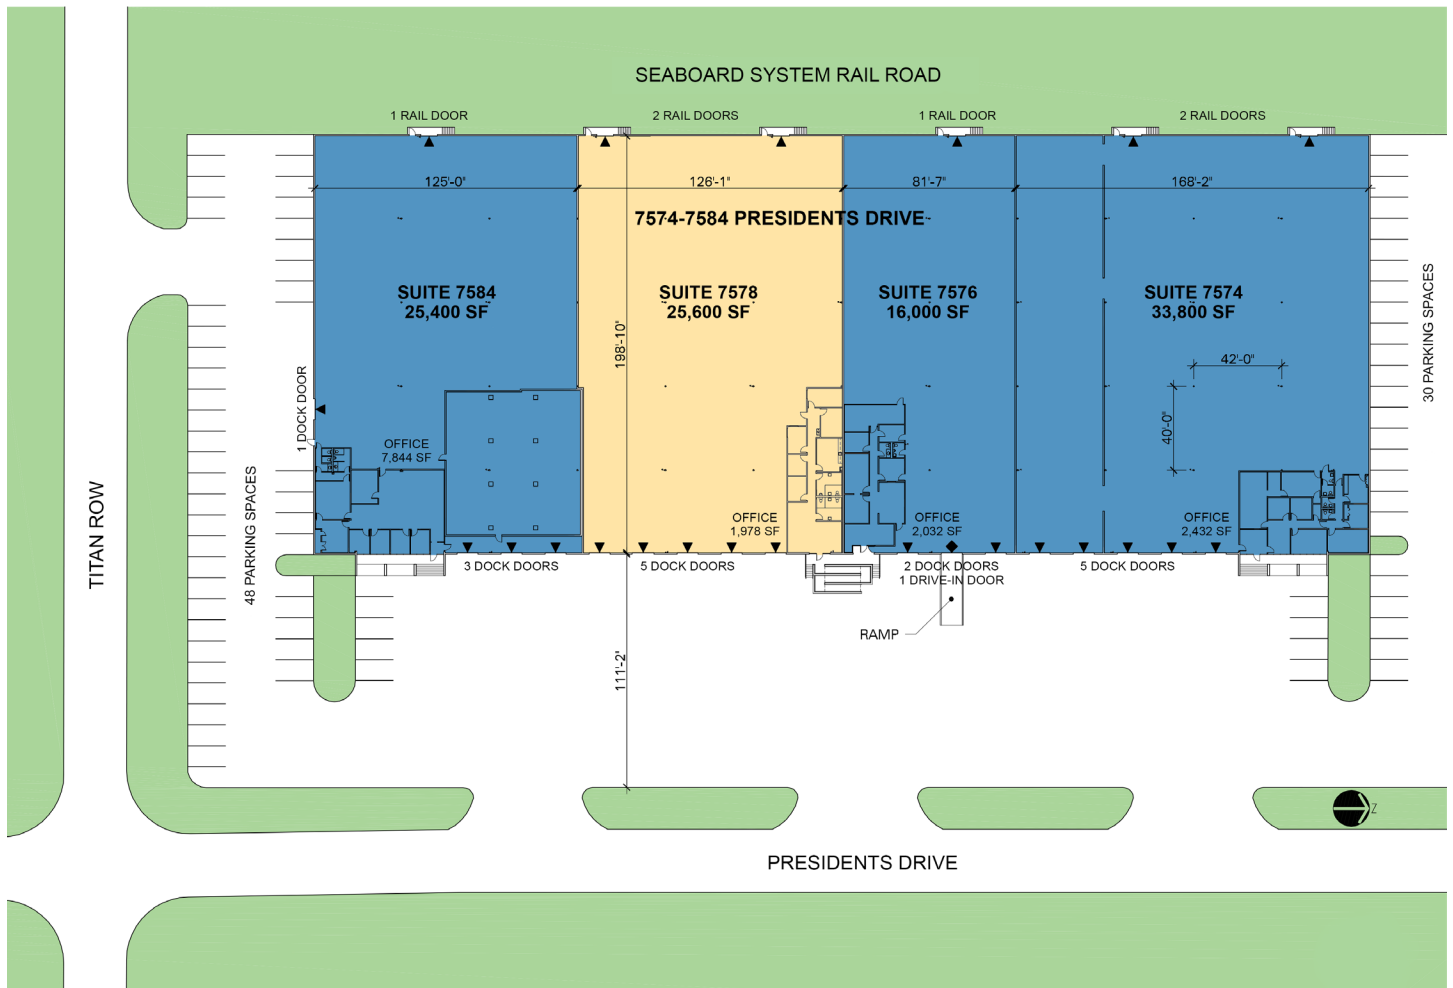 SEABOARD SYSTEM RAIL ROAD
1 RAIL DOOR
2 RAIL DOORS
1 RAIL DOOR
2 RAIL DOORS
125'-0"
126'-1"
81'-7"
168'-2"
7574-7584 PRESIDENTS DRIVE
SUITE 7584
25,400 SF
SUITE 7578
25,600 SF
SUITE 7576
16,000 SF
SUITE 7574
33,800 SF
198'-10"
42'-0"
40'-0"
30 PARKING SPACES
1 DOCK DOOR
OFFICE
7,844 SF
OFFICE
1,978 SF
OFFICE
2,032 SF
OFFICE
2,432 SF
48 PARKING SPACES
TITAN ROW
3 DOCK DOORS
5 DOCK DOORS
2 DOCK DOORS
1 DRIVE-IN DOOR
5 DOCK DOORS
RAMP
111'-2"
Z
PRESIDENTS DRIVE